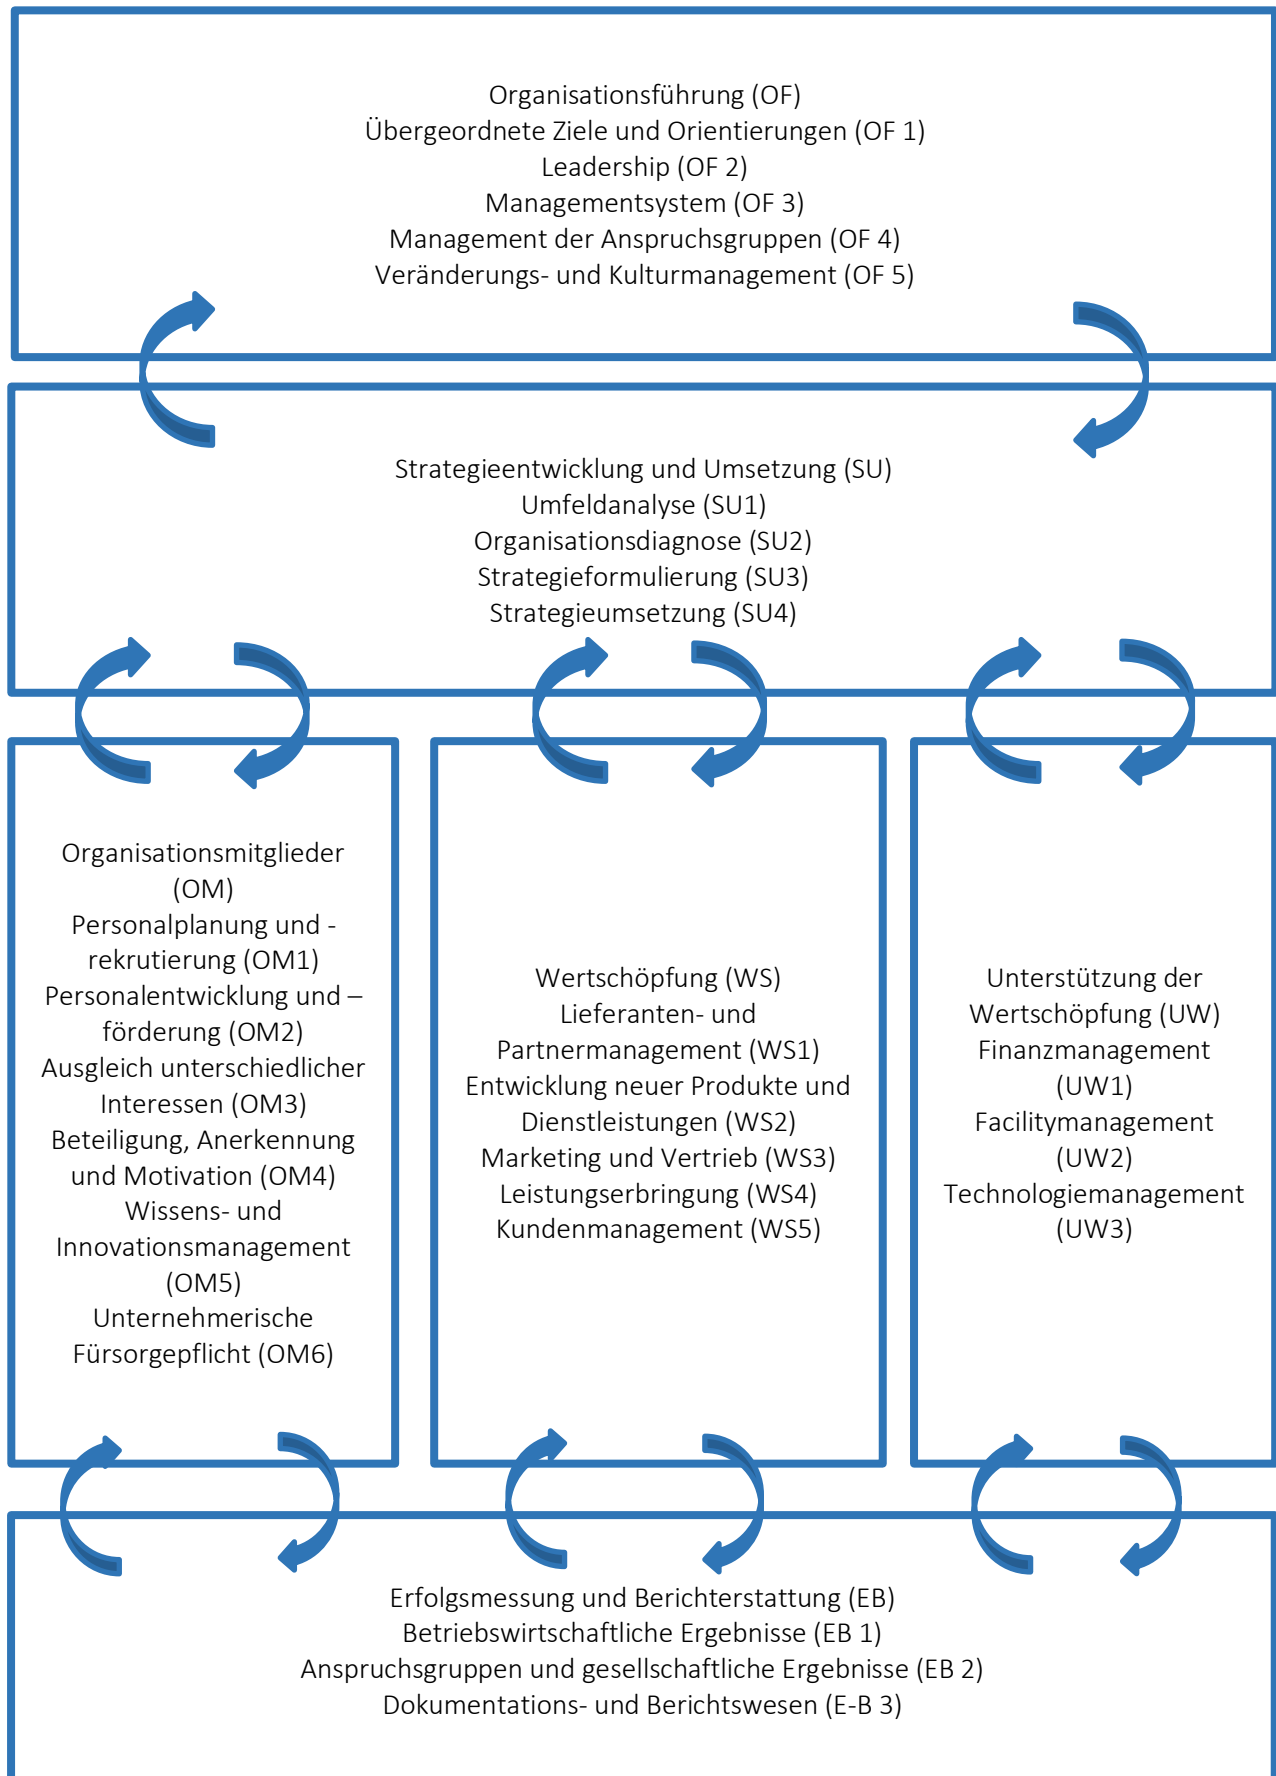 Organisationsführung (OF)
Übergeordnete Ziele und Orientierungen (OF 1)
Leadership (OF 2)
Managementsystem (OF 3)
Management der Anspruchsgruppen (OF 4)
Veränderungs- und Kulturmanagement (OF 5)
Strategieentwicklung und Umsetzung (SU)
Umfeldanalyse (SU1)
Organisationsdiagnose (SU2)
Strategieformulierung (SU3)
Strategieumsetzung (SU4)
Organisationsmitglieder
(OM)
Personalplanung und -
rekrutierung (OM1)
Personalentwicklung und –
förderung (OM2)
Ausgleich unterschiedlicher
Interessen (OM3)
Beteiligung, Anerkennung
und Motivation (OM4)
Wissens- und
Innovationsmanagement
(OM5)
Unternehmerische
Fürsorgepflicht (OM6)
Wertschöpfung (WS)
Lieferanten- und
Partnermanagement (WS1)
Entwicklung neuer Produkte und
Dienstleistungen (WS2)
Marketing und Vertrieb (WS3)
Leistungserbringung (WS4)
Kundenmanagement (WS5)
Unterstützung der
Wertschöpfung (UW)
Finanzmanagement
(UW1)
Facilitymanagement
(UW2)
Technologiemanagement
(UW3)
Erfolgsmessung und Berichterstattung (EB)
Betriebswirtschaftliche Ergebnisse (EB 1)
Anspruchsgruppen und gesellschaftliche Ergebnisse (EB 2)
Dokumentations- und Berichtswesen (E-B 3)